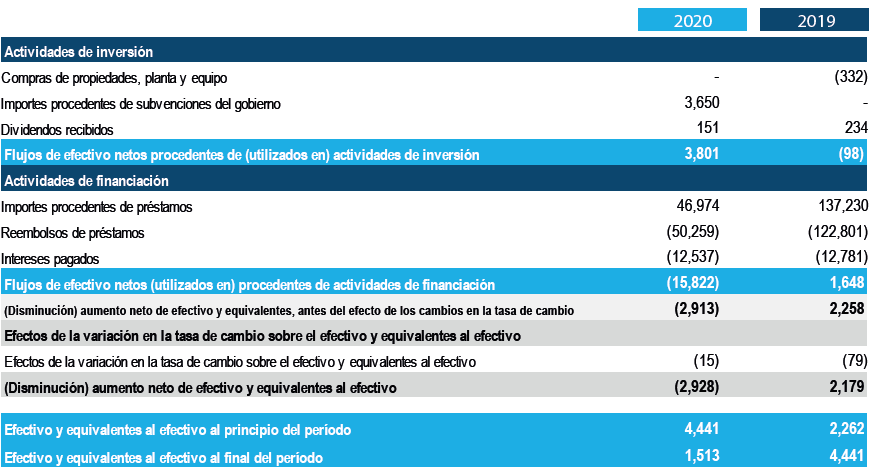 2020 2019
Actividades de inversión
Compras de propiedades, planta y equipo - (332)
Importes procedentes de subvenciones del gobierno 3,650 -
Dividendos recibidos 151 234
Flujos de efectivo netos procedentes de (utilizados en) actividades de inversión 3,801 (98)
Actividades de financiación
Importes procedentes de préstamos 46,974 137,230
Reembolsos de préstamos (50,259) (122,801)
Intereses pagados (12,537) (12,781)
Flujos de efectivo netos (utilizados en) procedentes de actividades de financiación (15,822) 1,648
(Disminución) aumento neto de efectivo y equivalentes, antes del efecto de los cambios en la tasa de cambio (2,913) 2,258
Efectos de la variación en la tasa de cambio sobre el efectivo y equivalentes al efectivo
Efectos de la variación en la tasa de cambio sobre el efectivo y equivalentes al efectivo (15) (79)
(Disminución) aumento neto de efectivo y equivalentes al efectivo (2,928) 2,179
Efectivo y equivalentes al efectivo al principio del período 4,441 2,262
Efectivo y equivalentes al efectivo al final del período 1,513 4,441